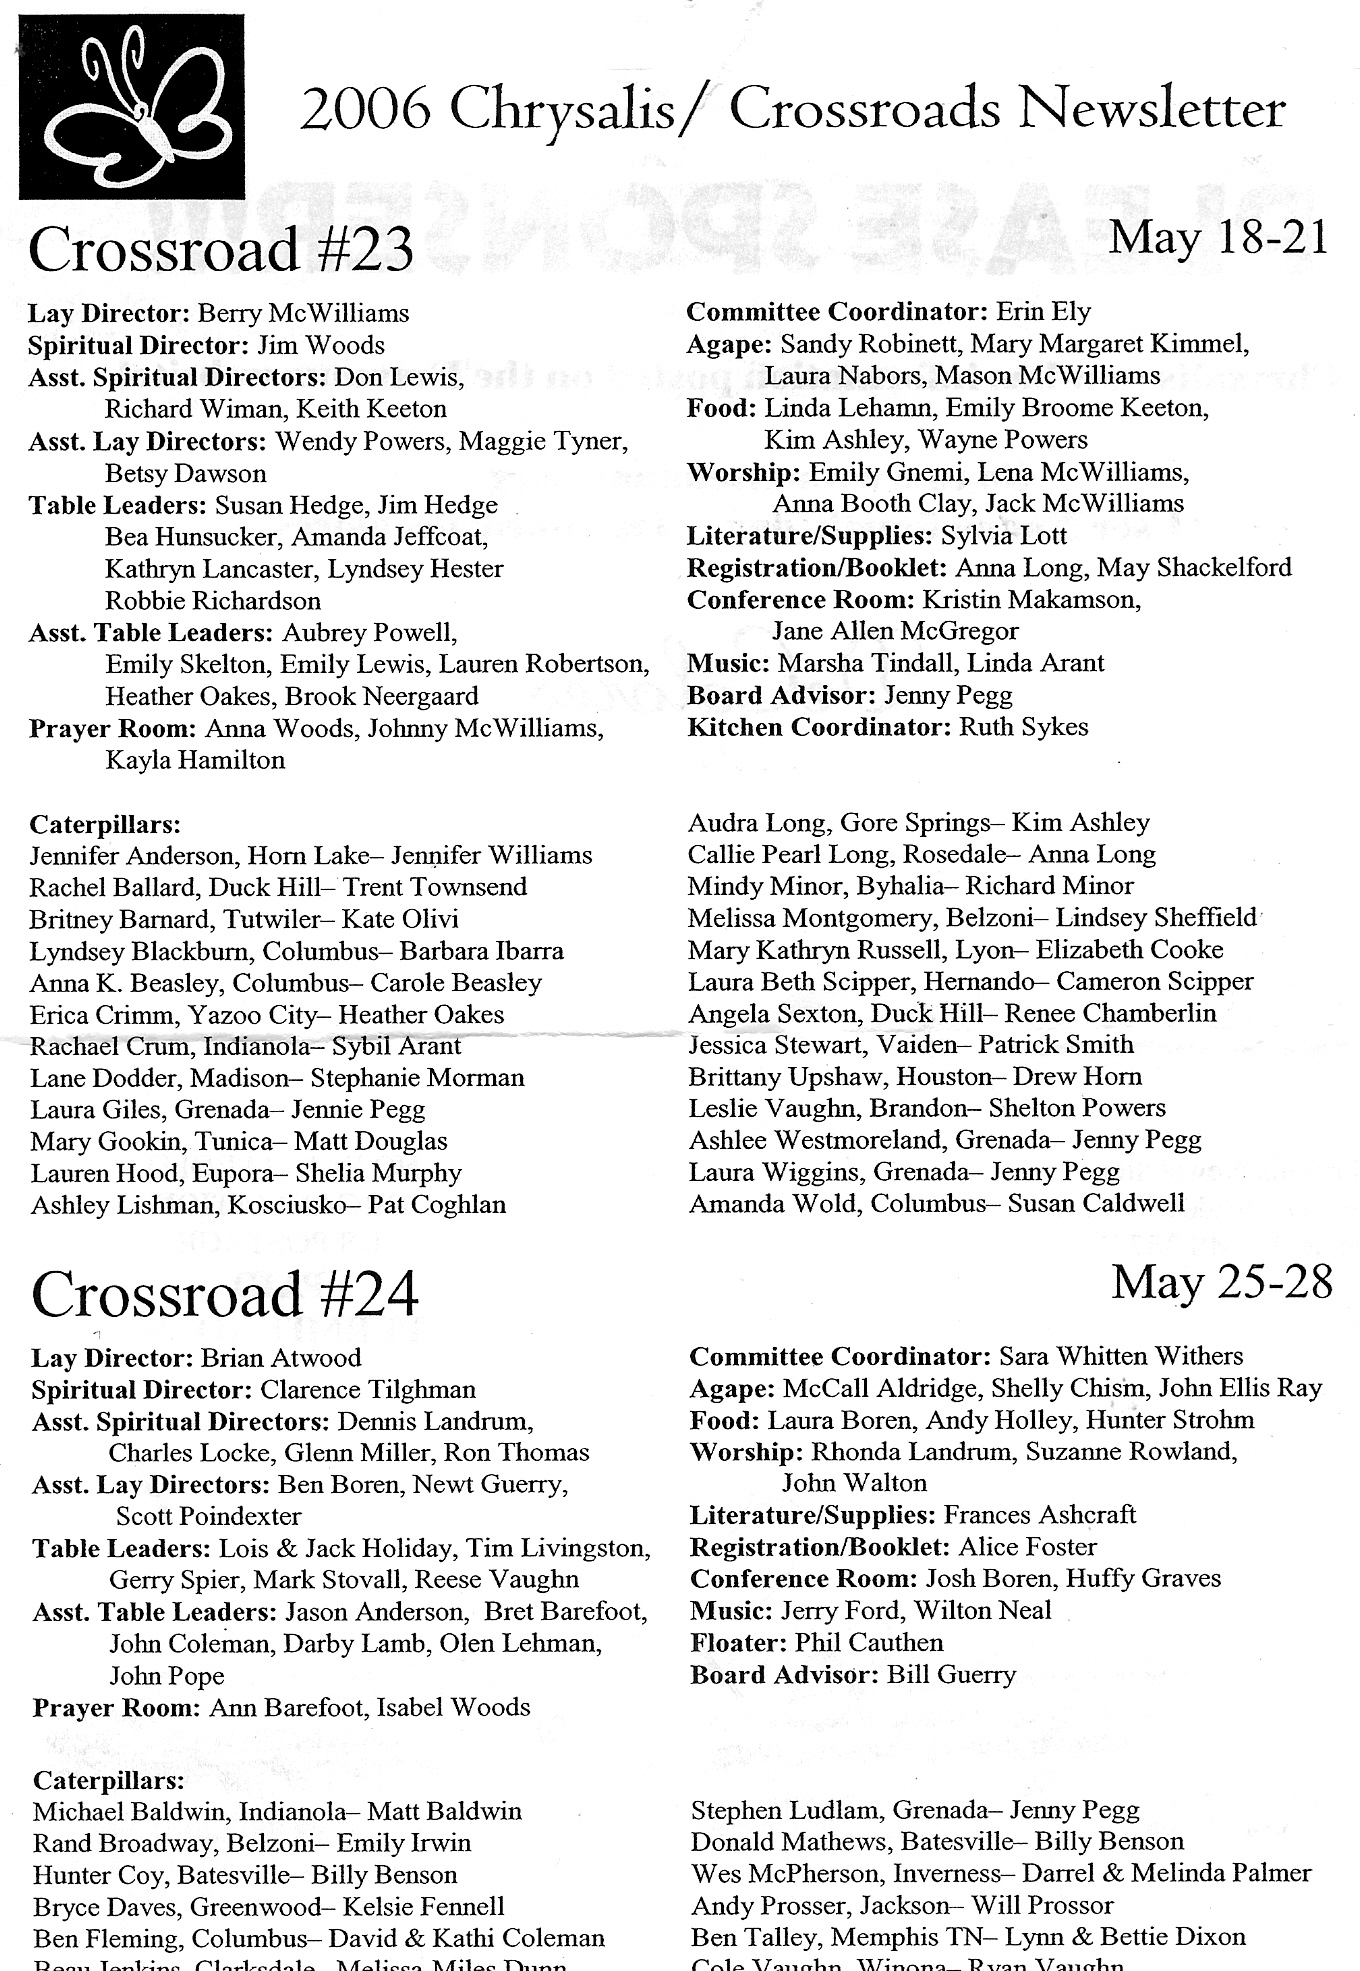 2006 Chrysalis/ Crossroads Newsletter
Crossroad #23
May 18-21
Lay Director: Berry McWilliams
Spiritual Director: Jim Woods
Asst. Spiritual Directors: Don Lewis,
Richard Wiman, Keith Keeton
Asst. Lay Directors: Wendy Powers, Maggie Tyner,
Betsy Dawson
Table Leaders: Susan Hedge, Jim Hedge
Bea Hunsucker, Amanda Jeffcoat,
Kathryn Lancaster, Lyndsey Hester
Robbie Richardson
Asst. Table Leaders: Aubrey Powell,
Emily Skelton, Emily Lewis, Lauren Robertson,
Heather Oakes, Brook Neergaard
Prayer Room: Anna Woods, Johnny McWilliams,
Kayla Hamilton
Committee Coordinator: Erin Ely
Agape: Sandy Robinett, Mary Margaret Kimmel,
Laura Nabors, Mason McWilliams
Food: Linda Lehamn, Emily Broome Keeton,
Kim Ashley, Wayne Powers
Worship: Emily Gnemi, Lena McWilliams,
Anna Booth Clay, Jack McWilliams
Literature/Supplies: Sylvia Lott
Registration/Booklet: Anna Long, May Shackelford
Conference Room: Kristin Makamson,
Jane Allen McGregor
Music: Marsha Tindall, Linda Arant
Board Advisor: Jenny Pegg
Kitchen Coordinator: Ruth Sykes
Caterpillars:
Jennifer Anderson, Horn Lake– Jennifer Williams
Rachel Ballard, Duck Hill– Trent Townsend
Britney Barnard, Tutwiler– Kate Olivi
Lyndsey Blackburn, Columbus– Barbara Ibarra
Anna K. Beasley, Columbus– Carole Beasley
Erica Crimm, Yazoo City– Heather Oakes
Rachael Crum, Indianola– Sybil Arant
Lane Dodder, Madison– Stephanie Morman
Laura Giles, Grenada– Jennie Pegg
Mary Gookin, Tunica– Matt Douglas
Lauren Hood, Eupora– Shelia Murphy
Ashley Lishman, Kosciusko– Pat Coghlan
Audra Long, Gore Springs– Kim Ashley
Callie Pearl Long, Rosedale– Anna Long
Mindy Minor, Byhalia– Richard Minor
Melissa Montgomery, Belzoni– Lindsey Sheffield
Mary Kathryn Russell, Lyon– Elizabeth Cooke
Laura Beth Scipper, Hernando– Cameron Scipper
Angela Sexton, Duck Hill– Renee Chamberlin
Jessica Stewart, Vaiden– Patrick Smith
Brittany Upshaw, Houston– Drew Horn
Leslie Vaughn, Brandon– Shelton Powers
Ashlee Westmoreland, Grenada– Jenny Pegg
Laura Wiggins, Grenada– Jenny Pegg
Amanda Wold, Columbus– Susan Caldwell
Crossroad #24
May 25-28
Lay Director: Brian Atwood
Spiritual Director: Clarence Tilghman
Asst. Spiritual Directors: Dennis Landrum,
Charles Locke, Glenn Miller, Ron Thomas
Asst. Lay Directors: Ben Boren, Newt Guerry,
Scott Poindexter
Table Leaders: Lois & Jack Holiday, Tim Livingston,
Gerry Spier, Mark Stovall, Reese Vaughn
Asst. Table Leaders: Jason Anderson, Bret Barefoot,
John Coleman, Darby Lamb, Olen Lehman,
John Pope
Prayer Room: Ann Barefoot, Isabel Woods
Committee Coordinator: Sara Whitten Withers
Agape: McCall Aldridge, Shelly Chism, John Ellis Ray
Food: Laura Boren, Andy Holley, Hunter Strohm
Worship: Rhonda Landrum, Suzanne Rowland,
John Walton
Literature/Supplies: Frances Ashcraft
Registration/Booklet: Alice Foster
Conference Room: Josh Boren, Huffy Graves
Music: Jerry Ford, Wilton Neal
Floater: Phil Cauthen
Board Advisor: Bill Guerry
Caterpillars:
Michael Baldwin, Indianola– Matt Baldwin
Rand Broadway, Belzoni– Emily Irwin
Hunter Coy, Batesville– Billy Benson
Bryce Daves, Greenwood– Kelsie Fennell
Ben Fleming, Columbus– David & Kathi Coleman
Beau Jenkins, Clarksdale– Melissa Miles Dunn
Stephen Ludlam, Grenada– Jenny Pegg
Donald Mathews, Batesville– Billy Benson
Wes McPherson, Inverness– Darrel & Melinda Palmer
Andy Prosser, Jackson– Will Prossor
Ben Talley, Memphis TN– Lynn & Bettie Dixon
Cole Vaughn, Winona– Ryan Vaughn